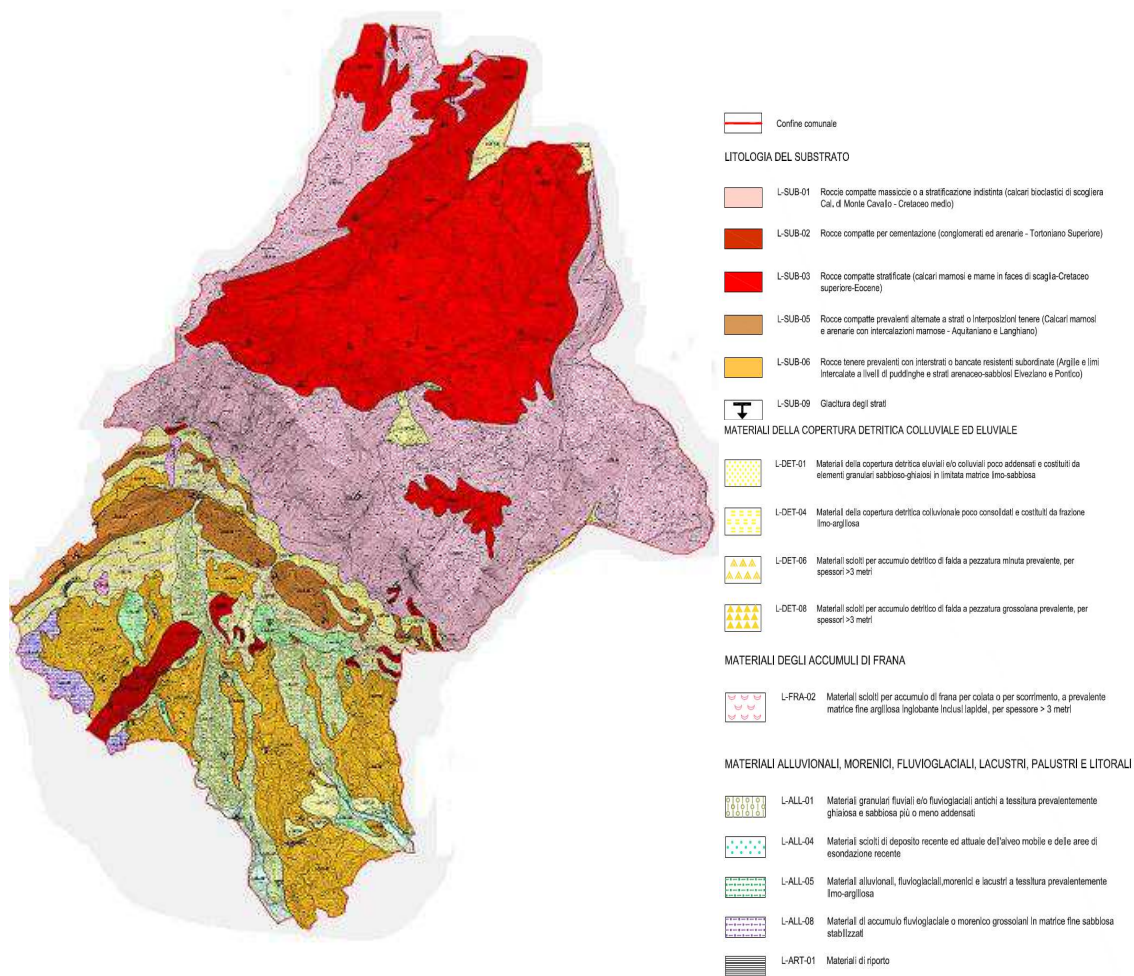 Confine comunale
LITOLOGIA DEL SUBSTRATO
L-SUB-01 Roccie compatte massiccie o a stratificazione indistinta (calcari bioclastici di scogliera
Cal. di Monte Cavallo - Cretaceo medio)
L-SUB-02 Rocce compatte per cementazione (conglomerati ed arenarie - Tortoniano Superiore)
L-SUB-03 Rocce compatte stratificate (calcari marnosi e marne in faces di scaglia-Cretaceo
superiore-Eocene)
L-SUB-05 Rocce compatte prevalenti alternate a strati o interposizioni tenere (Calcari marnosi
e arenarie con intercalazioni marnose - Aquitaniano e Langhiano)
L-SUB-06 Rocce tenere prevalenti con interstrati o bancate resistenti subordinate (Argille e limi
intercalate a livelli di puddinghe e strati arenaceo-sabbiosi Elveziano e Pontico)
L-SUB-09 Giacitura degli strati
MATERIALI DELLA COPERTURA DETRITICA COLLUVIALE ED ELUVIALE
L-DET-01 Materiali della copertura detritica eluviali e/o colluviali poco addensati e costituiti da
elementi granulari sabbioso-ghiaiosi in limitata matrice limo-sabbiosa
L-DET-04 Materiali della copertura detritica colluvionale poco consolidati e costituiti da frazione
limo-argillosa
L-DET-06 Materiali sciolti per accumulo detritico di falda a pezzatura minuta prevalente, per
spessori >3 metri
L-DET-08 Materiali sciolti per accumulo detritico di falda a pezzatura grossolana prevalente, per
spessori >3 metri
MATERIALI DEGLI ACCUMULI DI FRANA
L-FRA-02 Materiali sciolti per accumulo di frana per colata o per scorrimento, a prevalente
matrice fine argillosa inglobante inclusi lapidei, per spessore > 3 metri
MATERIALI ALLUVIONALI, MORENICI, FLUVIOGLACIALI, LACUSTRI, PALUSTRI E LITORALI
L-ALL-01 Materiali granulari fluviali e/o fluvioglaciali antichi a tessitura prevalentemente
ghiaiosa e sabbiosa più o meno addensati
L-ALL-04 Materiali sciolti di deposito recente ed attuale dell'alveo mobile e delle aree di
esondazione recente
L-ALL-05 Materiali alluvionali, fluvioglaciali,morenici e lacustri a tessitura prevalentemente
limo-argillosa
L-ALL-08 Materiali di accumulo fluvioglaciale o morenico grossolani in matrice fine sabbiosa
stabilizzati
L-ART-01 Materiali di riporto